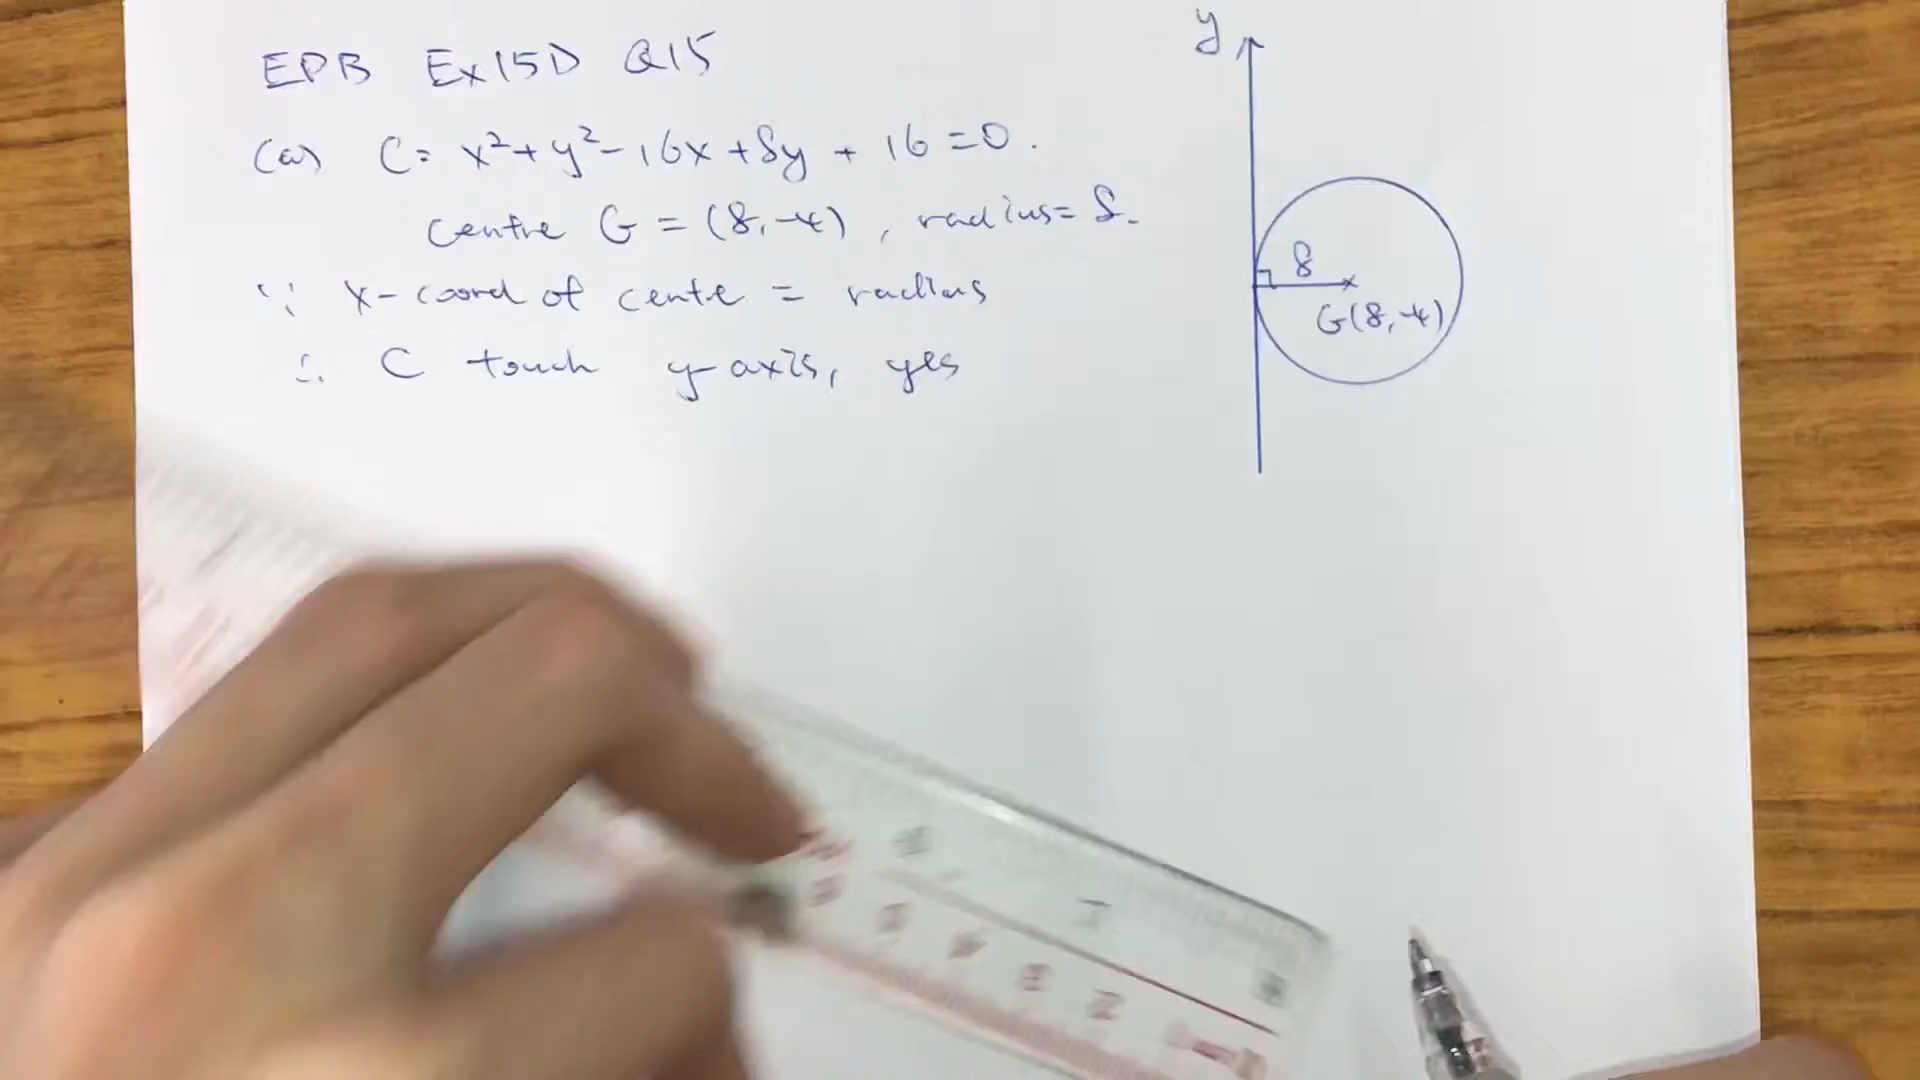 EPB Ex15D Q15
(a) C: x²+y²-16x+8y + 16 =0.
Centre G = (8,-4), radius= 8.
∵ x-coord of cente = radius
∴ C touch y-axis, yes
y
8
G(8,-4)